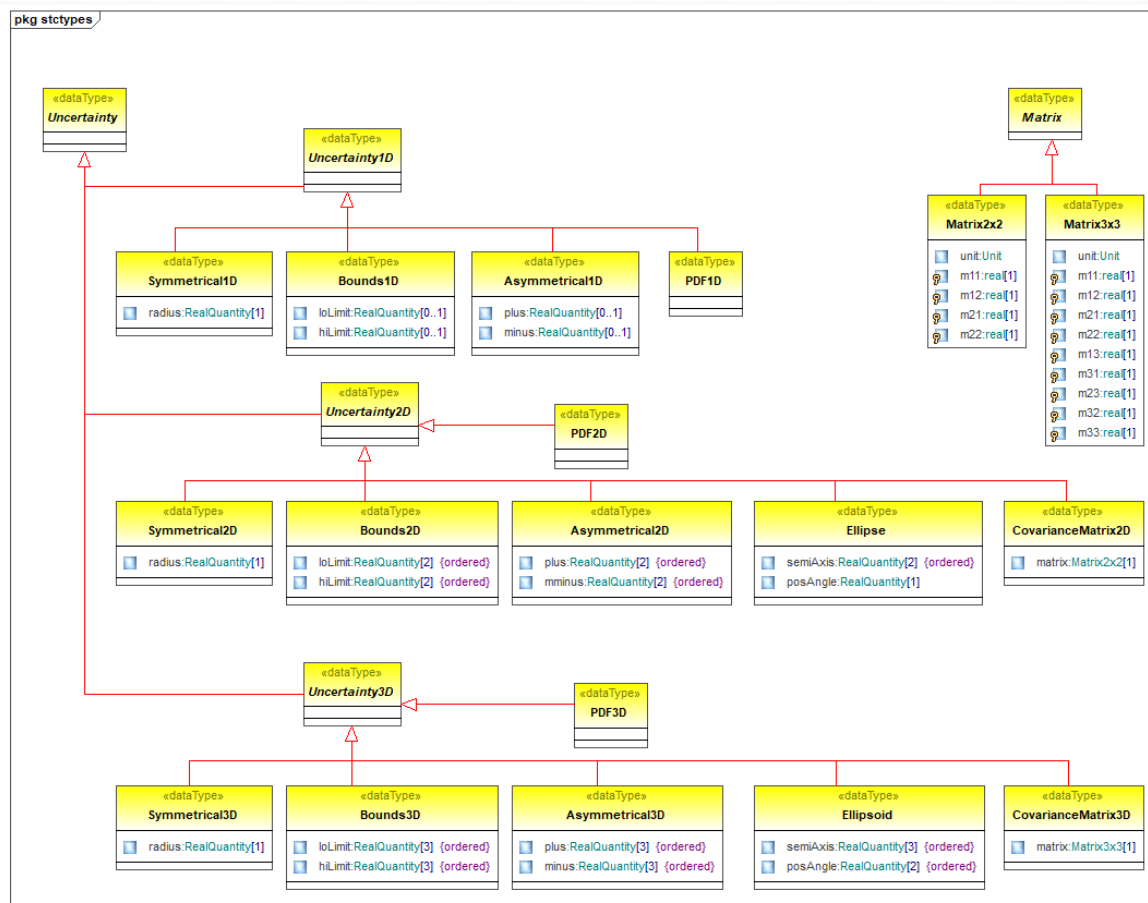 pkg stctypes
«dataType»
Uncertainty
«dataType»
Uncertainty1D
«dataType»
Symmetrical1D
radius:RealQuantity[1]
«dataType»
Bounds1D
loLimit:RealQuantity[0..1]
hiLimit:RealQuantity[0..1]
«dataType»
Asymmetrical1D
plus:RealQuantity[0..1]
minus:RealQuantity[0..1]
«dataType»
PDF1D
«dataType»
Matrix
«dataType»
Matrix2x2
unit:Unit
m11:real[1]
m12:real[1]
m21:real[1]
m22:real[1]
«dataType»
Matrix3x3
unit:Unit
m11:real[1]
m12:real[1]
m21:real[1]
m22:real[1]
m13:real[1]
m31:real[1]
m23:real[1]
m32:real[1]
m33:real[1]
«dataType»
Uncertainty2D
«dataType»
PDF2D
«dataType»
Symmetrical2D
radius:RealQuantity[1]
«dataType»
Bounds2D
loLimit:RealQuantity[2] {ordered}
hiLimit:RealQuantity[2] {ordered}
«dataType»
Asymmetrical2D
plus:RealQuantity[2] {ordered}
mminus:RealQuantity[2] {ordered}
«dataType»
Ellipse
semiAxis:RealQuantity[2] {ordered}
posAngle:RealQuantity[1]
«dataType»
CovarianceMatrix2D
matrix:Matrix2x2[1]
«dataType»
Uncertainty3D
«dataType»
PDF3D
«dataType»
Symmetrical3D
radius:RealQuantity[1]
«dataType»
Bounds3D
loLimit:RealQuantity[3] {ordered}
hiLimit:RealQuantity[3] {ordered}
«dataType»
Asymmetrical3D
plus:RealQuantity[3] {ordered}
minus:RealQuantity[3] {ordered}
«dataType»
Ellipsoid
semiAxis:RealQuantity[3] {ordered}
posAngle:RealQuantity[2] {ordered}
«dataType»
CovarianceMatrix3D
matrix:Matrix3x3[1]